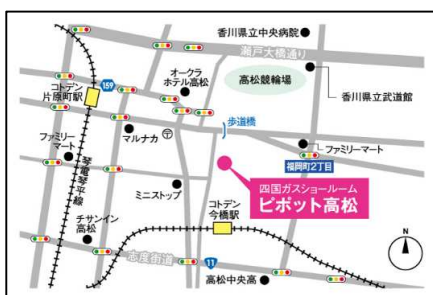 香川県立中央病院
瀬戸大橋通り
オークラ
ホテル高松
高松競輪場
コトデン
片原町駅
159
香川県立武道館
歩道橋
マルナカ
〒
ファミリー
マート
ファミリーマート
福岡町2丁目
琴電琴平線
四国ガスショールーム
ピポット高松
ミニストップ
コトデン
今橋駅
チサンイン
高松
志度街道
11
高松中央高
N